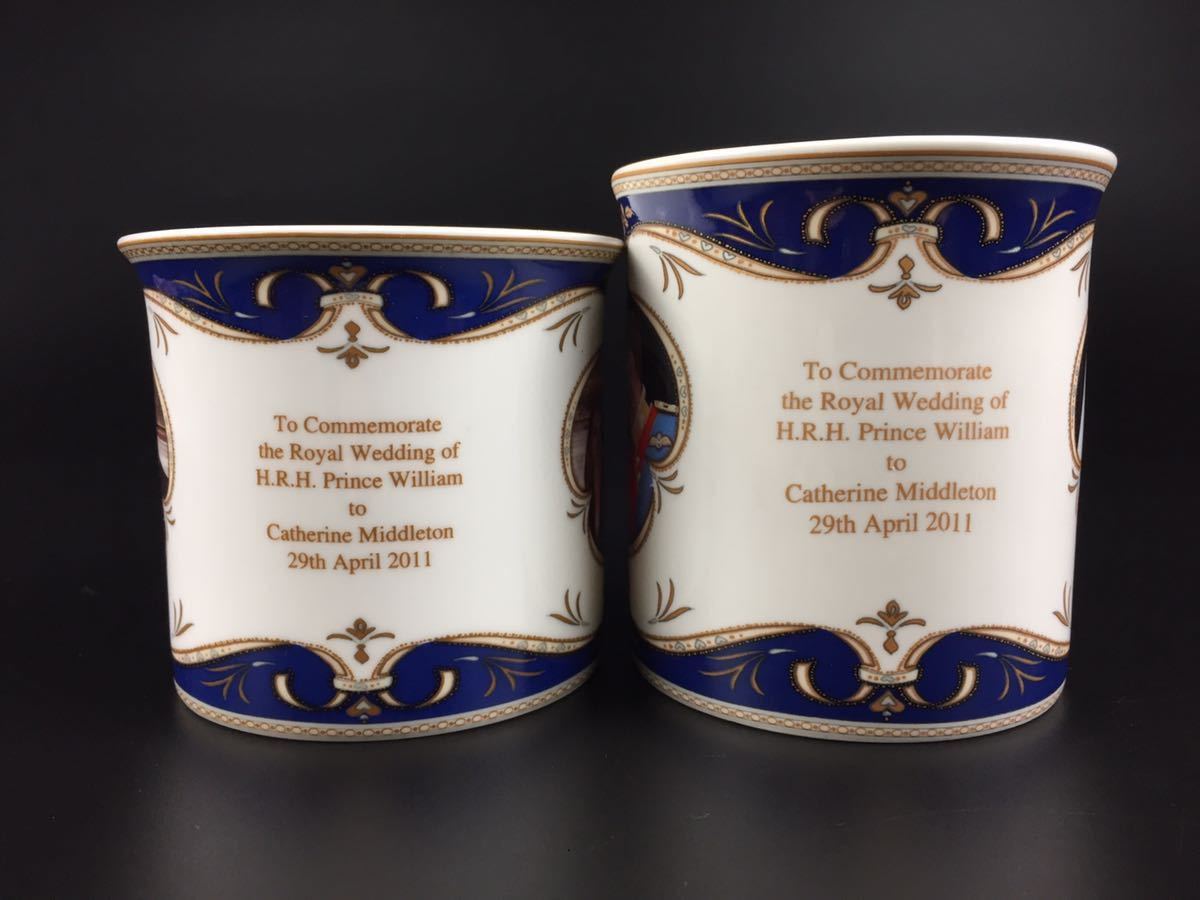 To Commemorate
the Royal Wedding of
H.R.H. Prince William
to
Catherine Middleton
29th April 2011
To Commemorate
the Royal Wedding of
H.R.H. Prince William
to
Catherine Middleton
29th April 2011